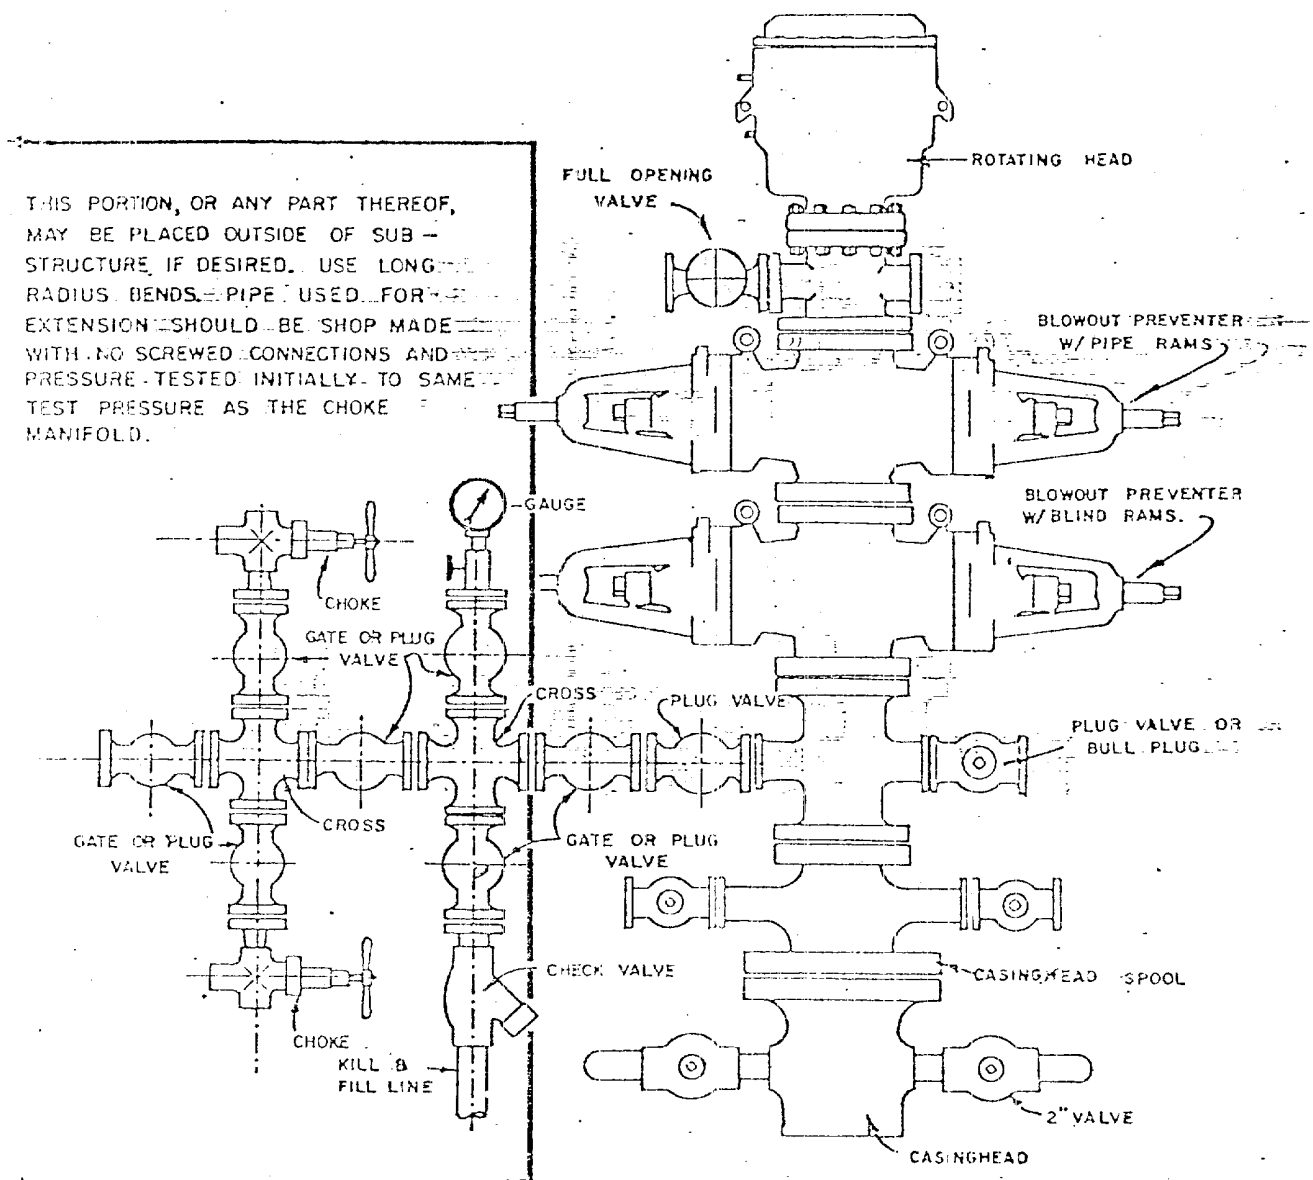 THIS PORTION, OR ANY PART THEREOF,
MAY BE PLACED OUTSIDE OF SUB-
STRUCTURE IF DESIRED. USE LONG
RADIUS BENDS. PIPE USED FOR
EXTENSION SHOULD BE SHOP MADE
WITH NO SCREWED CONNECTIONS AND
PRESSURE TESTED INITIALLY TO SAME
TEST PRESSURE AS THE CHOKE
MANIFOLD.
ROTATING HEAD
FULL OPENING
VALVE
BLOWOUT PREVENTER
W/PIPE RAMS
BLOWOUT PREVENTER
W/BLIND RAMS.
GAUGE
CHOKE
GATE OR PLUG
VALVE
CROSS
PLUG VALVE
PLUG VALVE OR
BULL PLUG
CROSS
GATE OR PLUG
VALVE
GATE OR PLUG
VALVE
CHECK VALVE
CASINGHEAD SPOOL
CHOKE
KILL &
FILL LINE
2" VALVE
CASINGHEAD